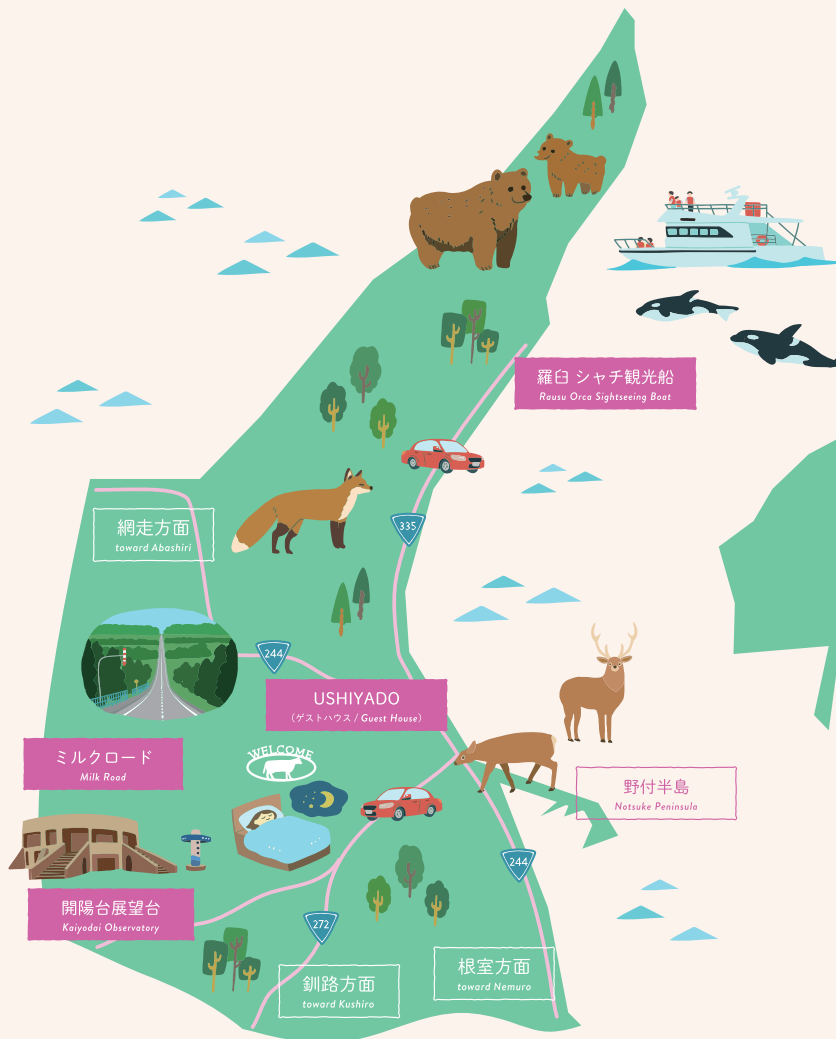 羅臼 シャチ観光船
Rausu Orca Sightseeing Boat
網走方面
toward Abashiri
335
244
USHIYADO
(ゲストハウス / Guest House)
ミルクロード
Milk Road
WELCOME
野付半島
Notsuke Peninsula
244
開陽台展望台
Kaiyodai Observatory
272
釧路方面
toward Kushiro
根室方面
toward Nemuro